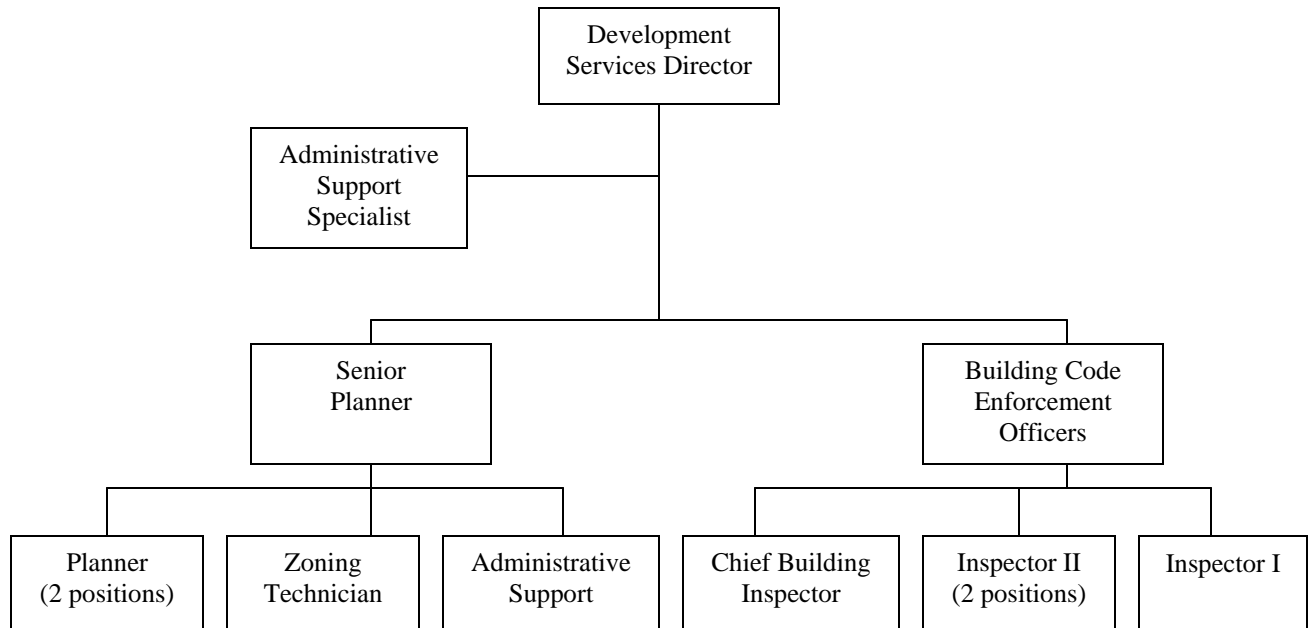 Development
Services Director
Administrative
Support
Specialist
Senior
Planner
Building Code
Enforcement
Officers
Planner
(2 positions)
Zoning
Technician
Administrative
Support
Chief Building
Inspector
Inspector II
(2 positions)
Inspector I